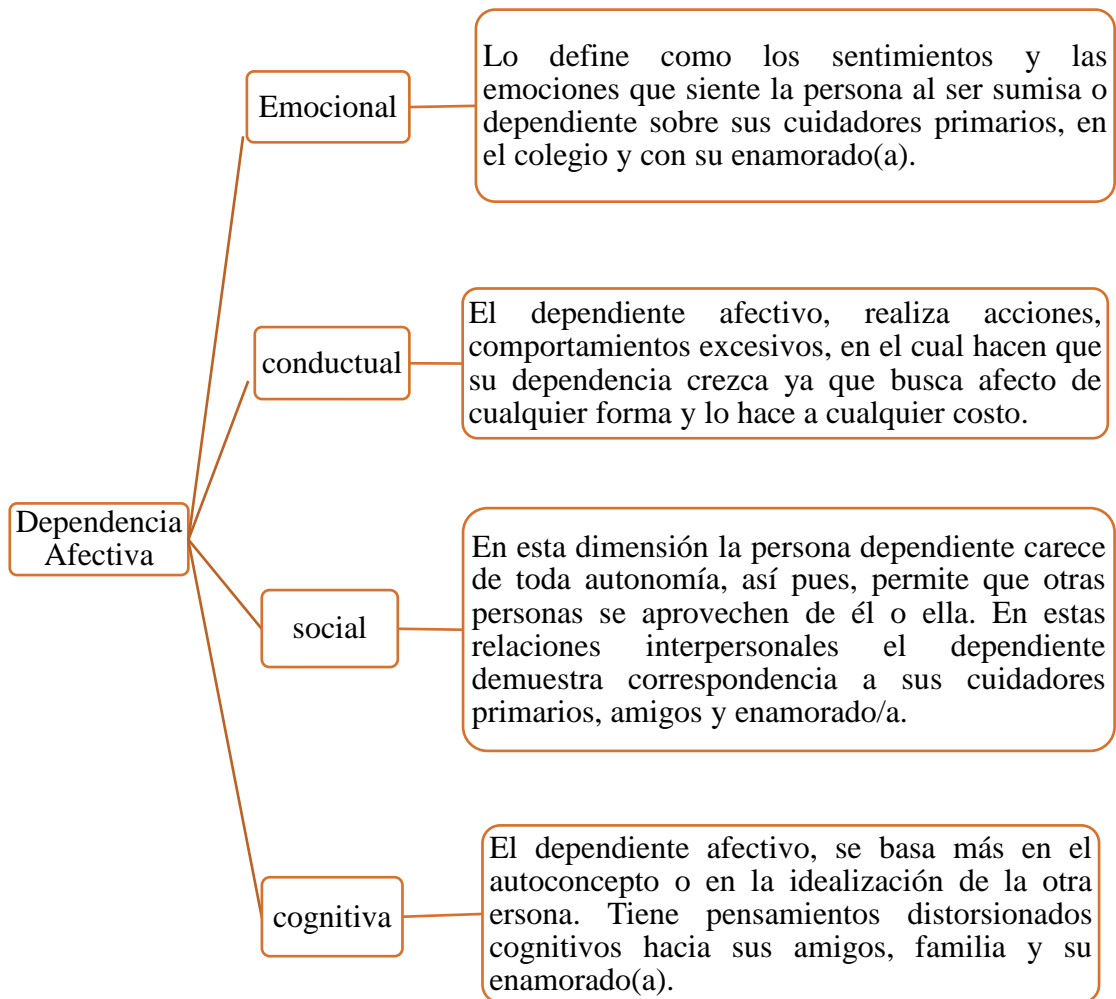 Dependencia
Afectiva
Emocional
Lo define como los sentimientos y las
emociones que siente la persona al ser sumisa o
dependiente sobre sus cuidadores primarios, en
el colegio y con su enamorado(a).
conductual
El dependiente afectivo, realiza acciones,
comportamientos excesivos, en el cual hacen que
su dependencia crezca ya que busca afecto de
cualquier forma y lo hace a cualquier costo.
social
En esta dimensión la persona dependiente carece
de toda autonomía, así pues, permite que otras
personas se aprovechen de él o ella. En estas
relaciones interpersonales el dependiente
demuestra correspondencia a sus cuidadores
primarios, amigos y enamorado/a.
cognitiva
El dependiente afectivo, se basa más en el
autoconcepto o en la idealización de la otra
ersona. Tiene pensamientos distorsionados
cognitivos hacia sus amigos, familia y su
enamorado(a).